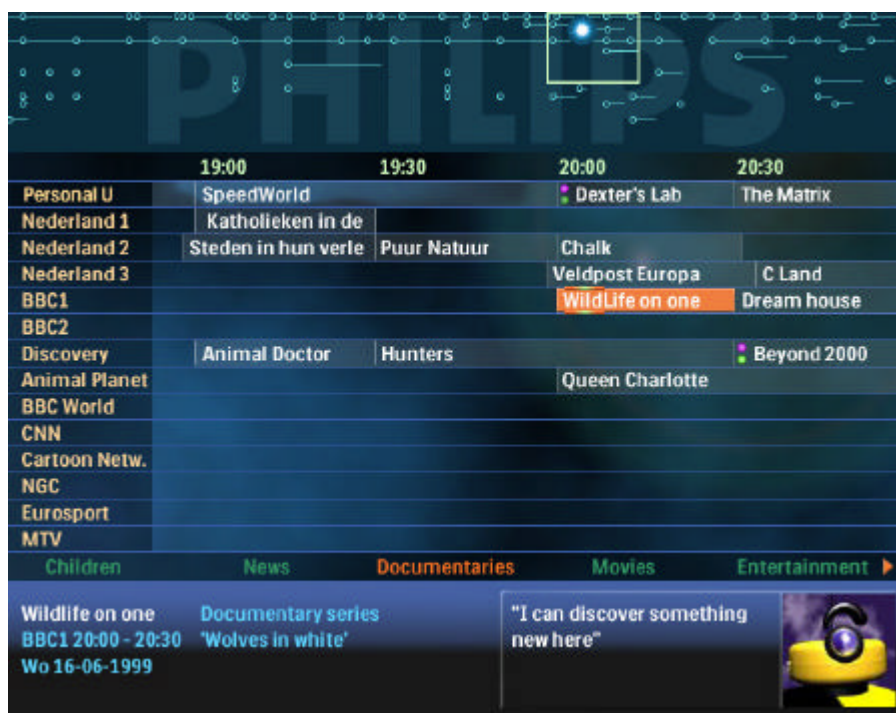 PHILIPS
19:00 19:30 20:00 20:30
Personal U SpeedWorld Dexter's Lab The Matrix
Nederland 1 Katholieken in de
Nederland 2 Steden in hun verle Puur Natuur Chalk
Nederland 3 Veldpost Europa C Land
BBC1 WildLife on one Dream house
BBC2
Discovery Animal Doctor Hunters Beyond 2000
Animal Planet Queen Charlotte
BBC World
CNN
Cartoon Netw.
NGC
Eurosport
MTV
Children News Documentaries Movies Entertainment
Wildlife on one Documentary series "I can discover something
BBC1 20:00 - 20:30 'Wolves in white' new here"
Wo 16-06-1999